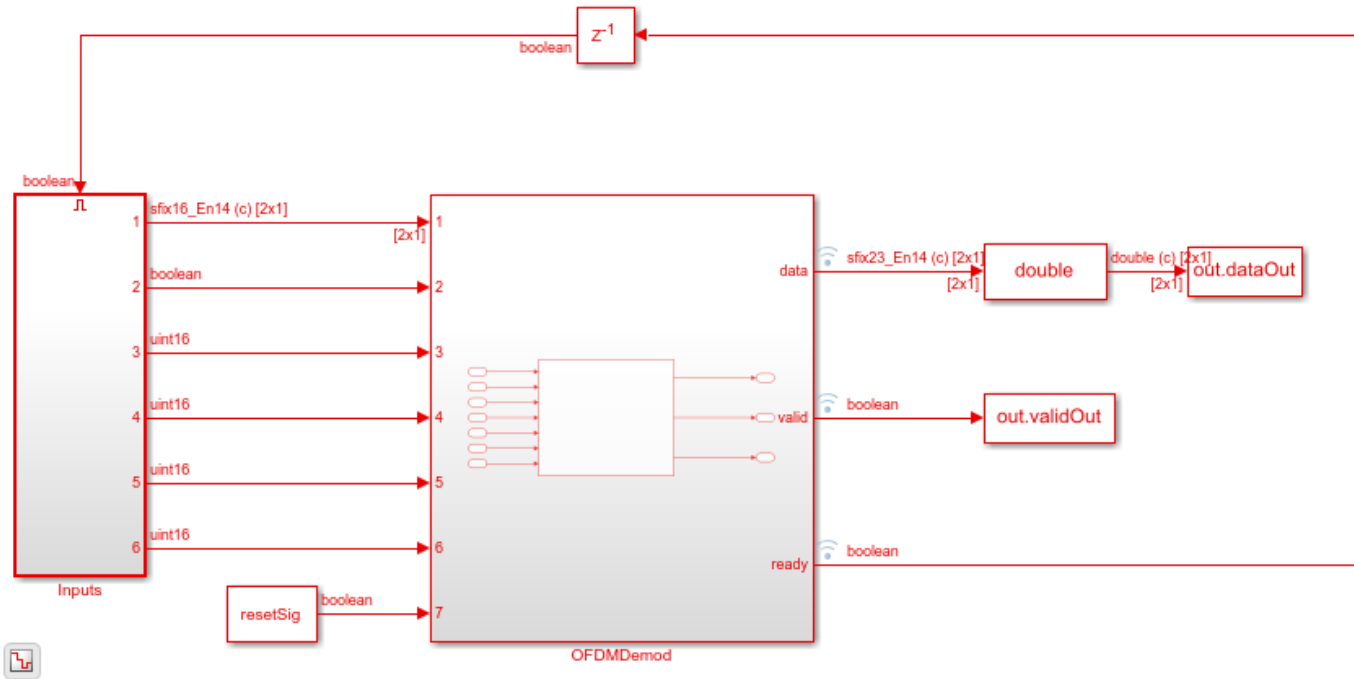 z-1
boolean
boolean
1
sfix16_En14 (c) [2x1]
[2x1]
1
2
boolean
2
data
sfix23_En14 (c) [2x1]
[2x1]
double
double (c) [2x1]
[2x1]
out.dataOut
3
uint16
3
4
uint16
4
valid
boolean
out.validOut
5
uint16
5
6
uint16
6
ready
boolean
Inputs
resetSig
boolean
7
OFDMDemod